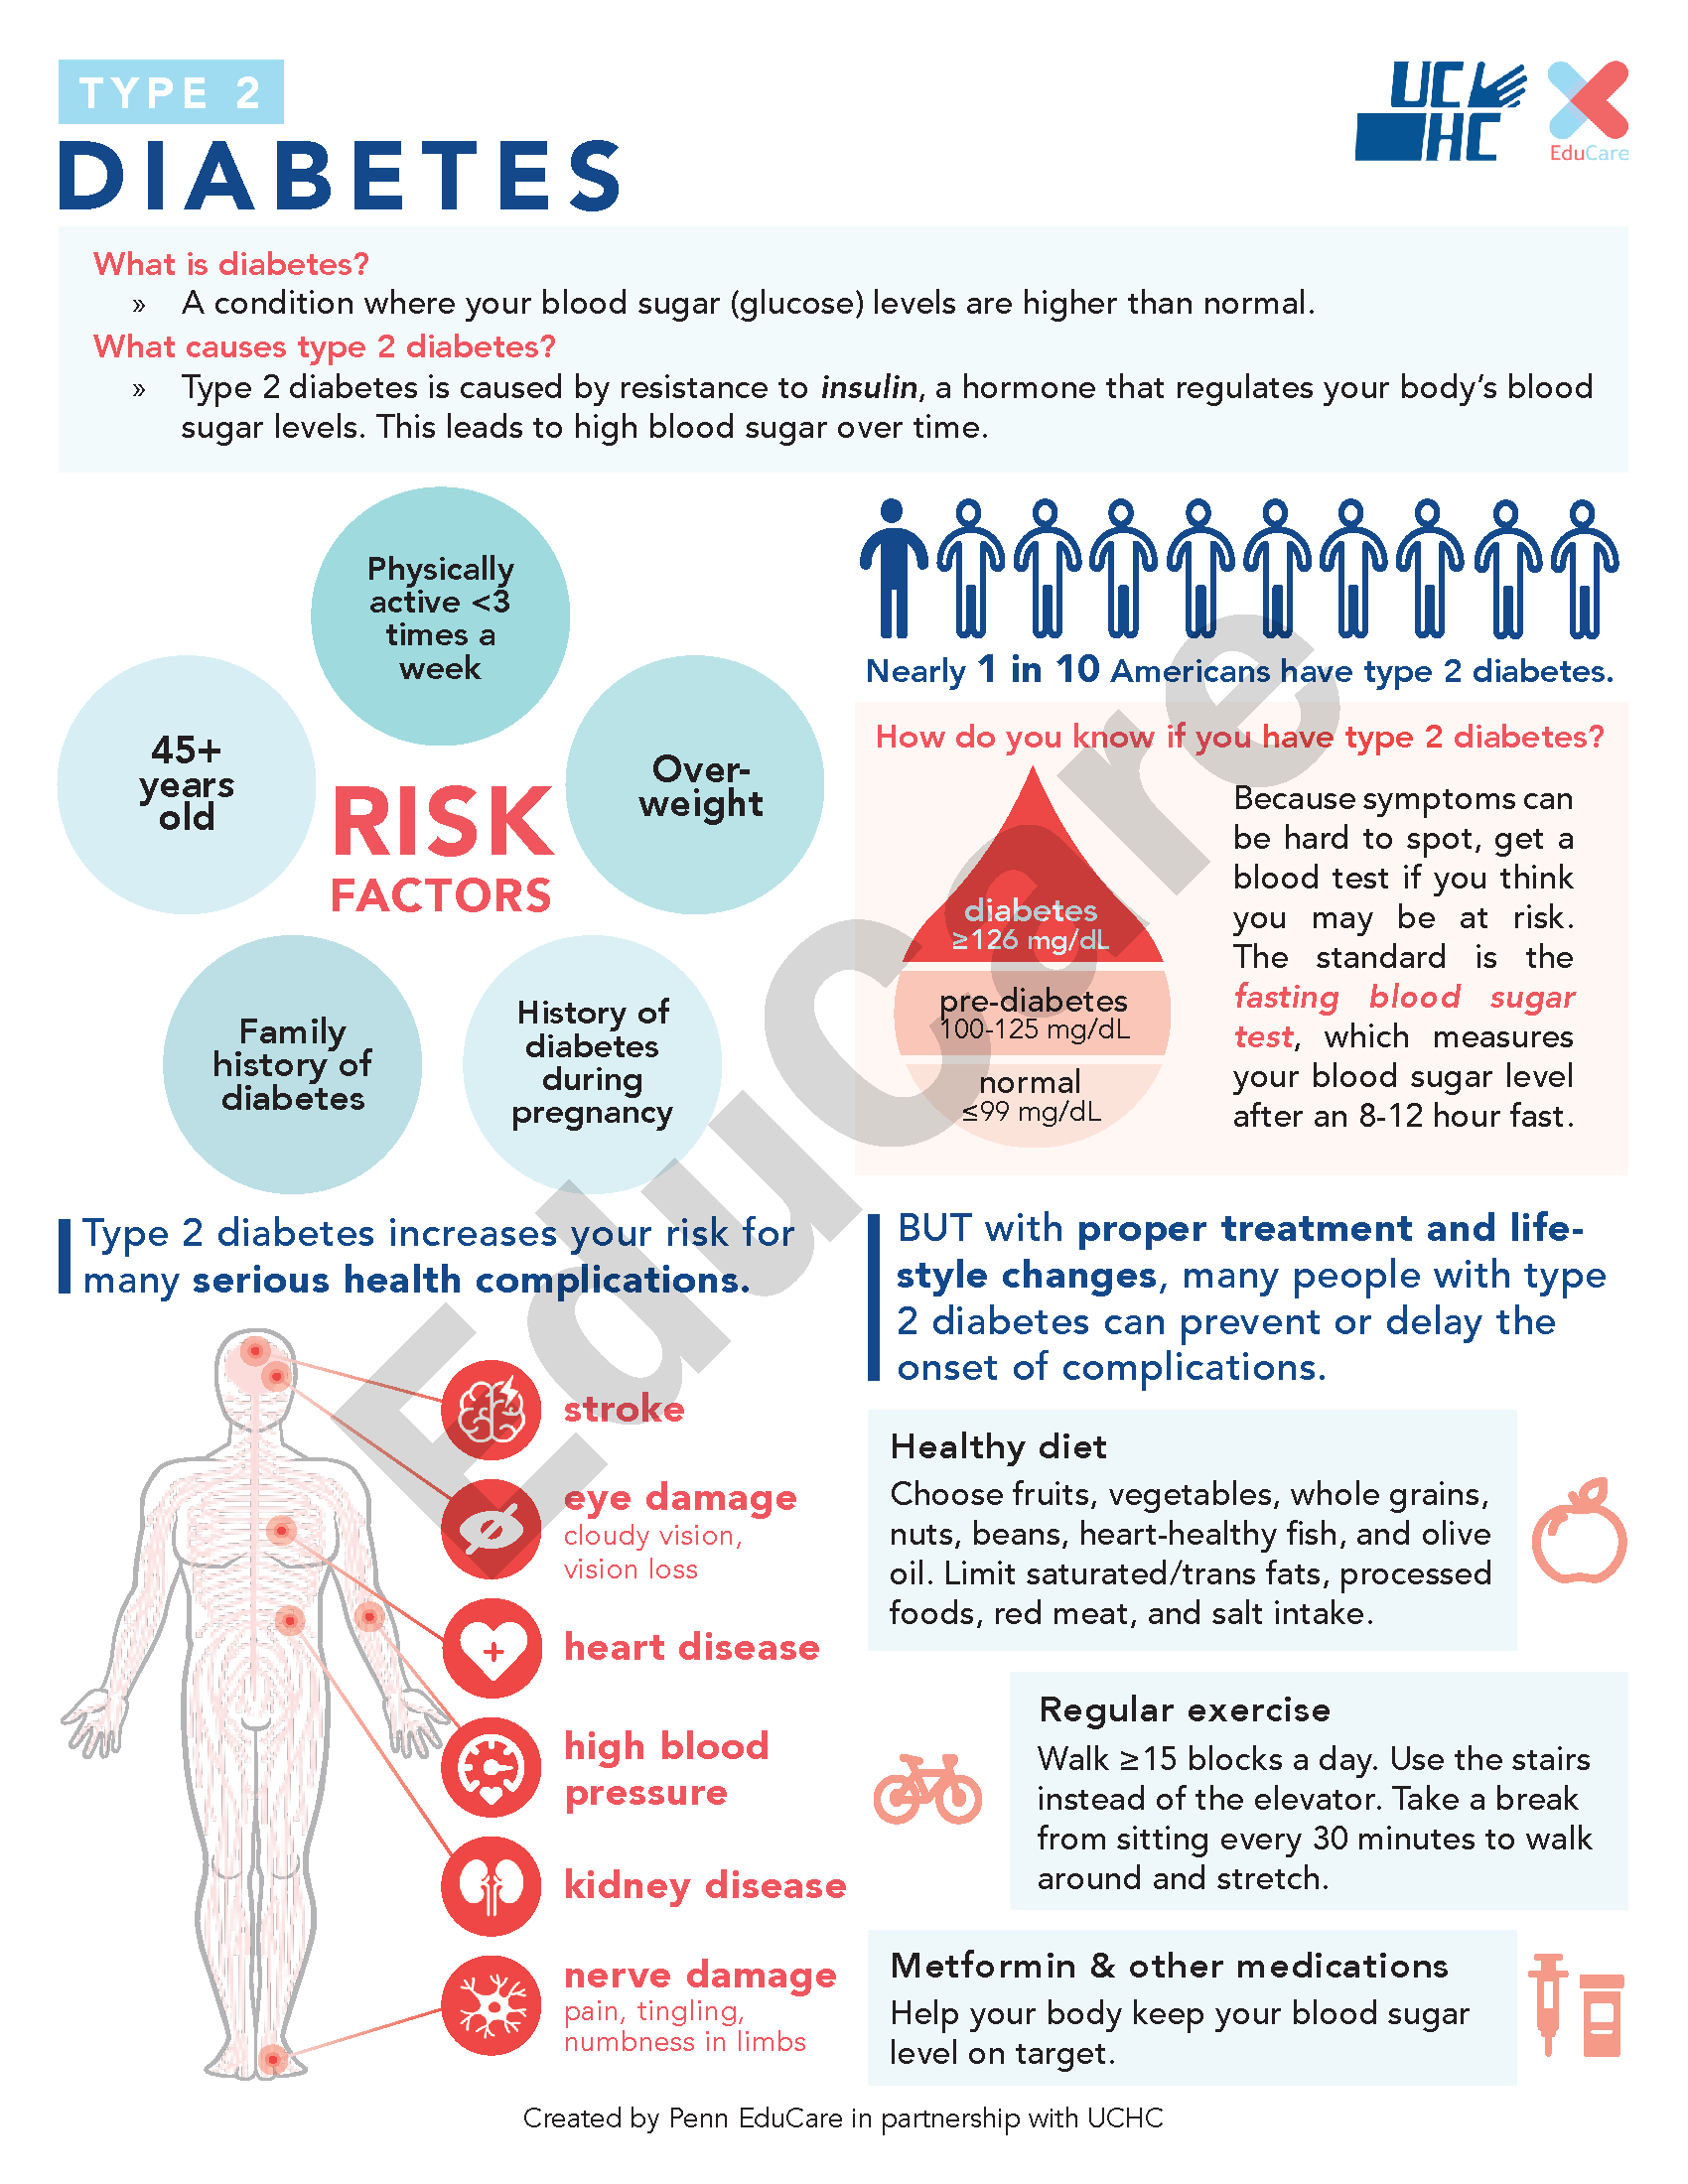 TYPE 2
DIABETES
UC
HC
EduCare
What is diabetes?
» A condition where your blood sugar (glucose) levels are higher than normal.
What causes type 2 diabetes?
» Type 2 diabetes is caused by resistance to insulin, a hormone that regulates your body's blood
sugar levels. This leads to high blood sugar over time.
Physically
active <3
times a
week
45+
years
old
Over-
weight
RISK
FACTORS
Family
history of
diabetes
History of
diabetes
during
pregnancy
Nearly 1 in 10 Americans have type 2 diabetes.
How do you know if you have type 2 diabetes?
diabetes
≥126 mg/dL
pre-diabetes
100-125 mg/dL
normal
≤99 mg/dL
Because symptoms can
be hard to spot, get a
blood test if you think
you may be at risk.
The standard is the
fasting blood sugar
test, which measures
your blood sugar level
after an 8-12 hour fast.
Type 2 diabetes increases your risk for
many serious health complications.
stroke
eye damage
cloudy vision,
vision loss
heart disease
high blood
pressure
kidney disease
nerve damage
pain, tingling,
numbness in limbs
BUT with proper treatment and life-
style changes, many people with type
2 diabetes can prevent or delay the
onset of complications.
Healthy diet
Choose fruits, vegetables, whole grains,
nuts, beans, heart-healthy fish, and olive
oil. Limit saturated/trans fats, processed
foods, red meat, and salt intake.
Regular exercise
Walk ≥15 blocks a day. Use the stairs
instead of the elevator. Take a break
from sitting every 30 minutes to walk
around and stretch.
Metformin & other medications
Help your body keep your blood sugar
level on target.
Created by Penn EduCare in partnership with UCHC
EduCare